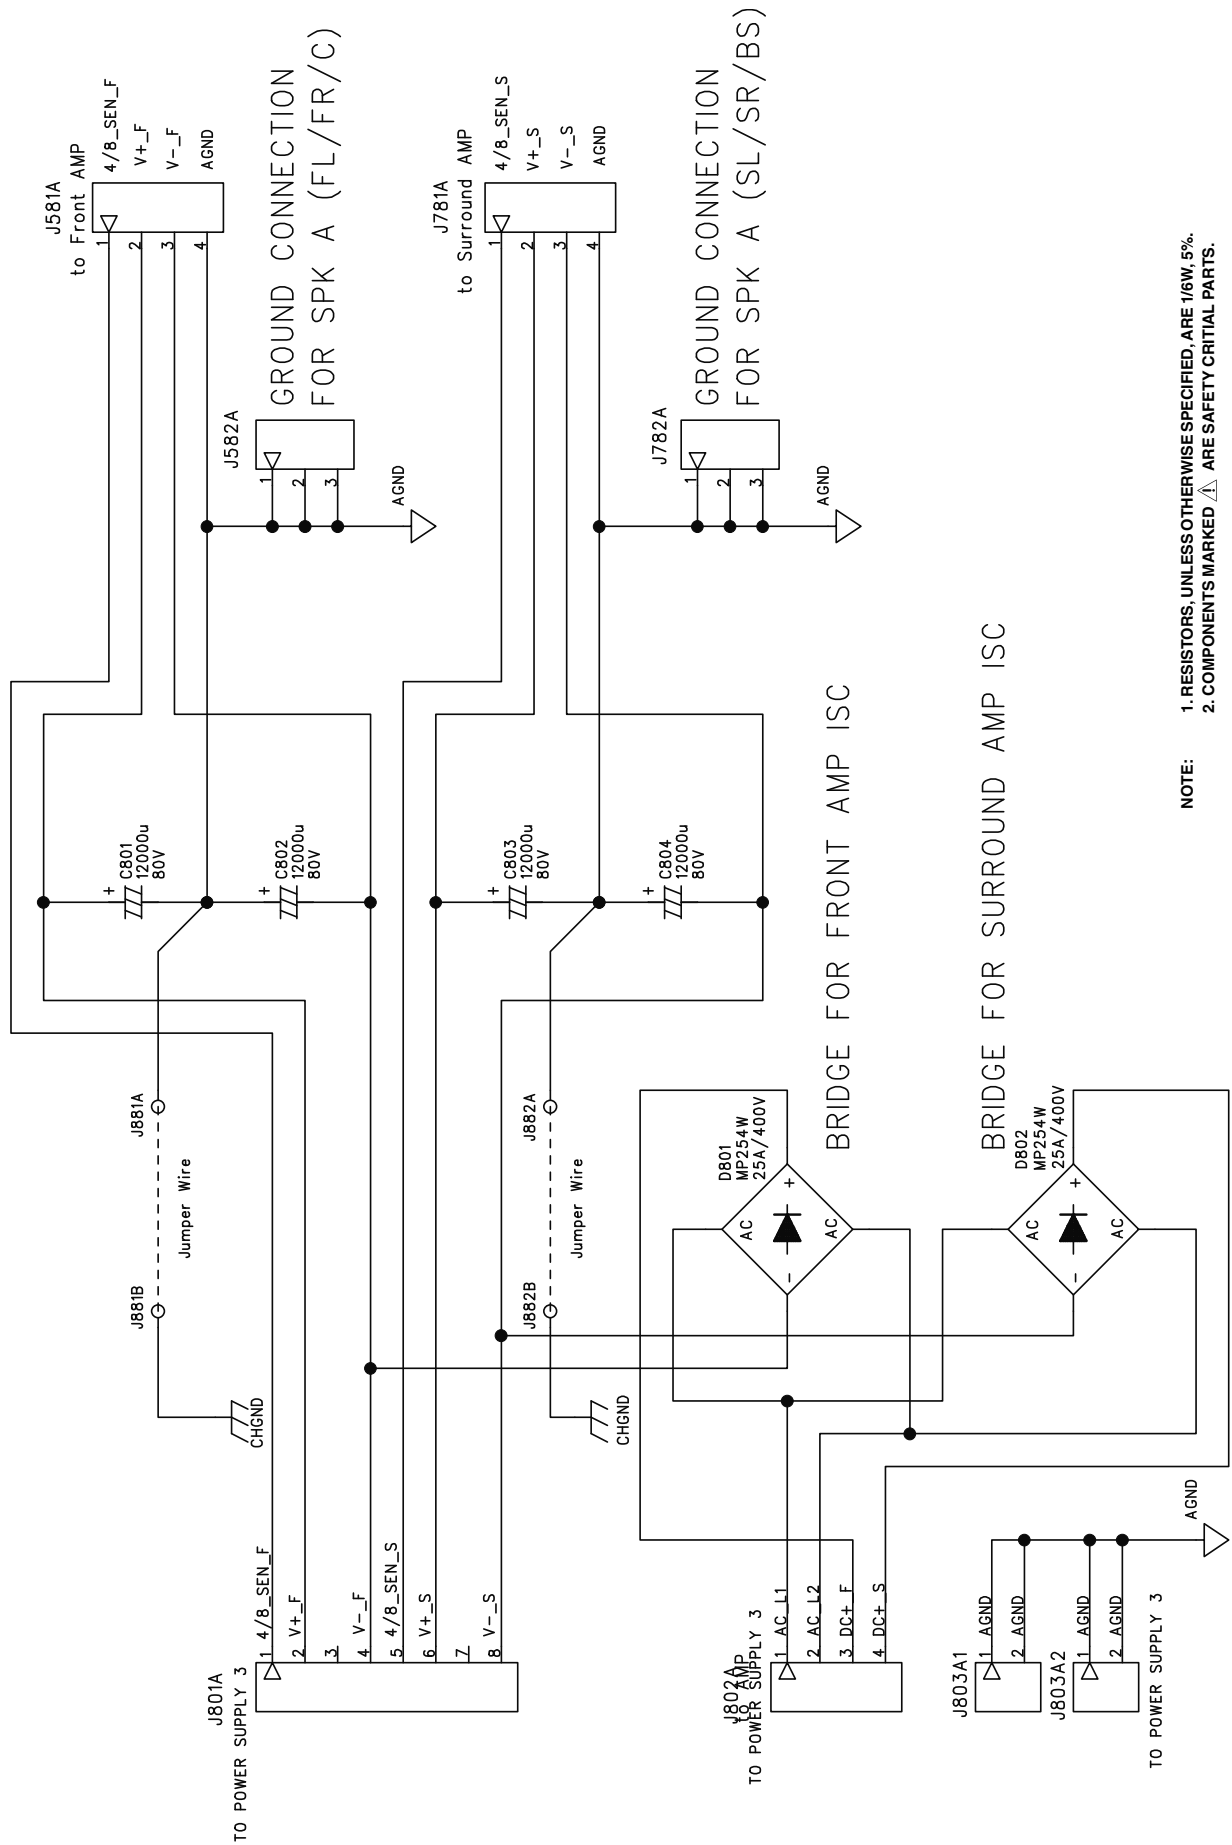 J801A
TO POWER SUPPLY 3
1 4/8_SEN_F
2 V+_F
3
4 V-_F
5 4/8_SEN_S
6 V+_S
7
8 V-_S
CHGND
J881B
J881A
Jumper Wire
+
C801
12000u
80V
+
C802
12000u
80V
J581A
to Front AMP
1 4/8_SEN_F
2 V+_F
3 V-_F
4 AGND
J582A
1
2
3
AGND
GROUND CONNECTION
FOR SPK A (FL/FR/C)
CHGND
J882B
J882A
Jumper Wire
+
C803
12000u
80V
+
C804
12000u
80V
J781A
to Surround AMP
1 4/8_SEN_S
2 V+_S
3 V-_S
4 AGND
J782A
1
2
3
AGND
GROUND CONNECTION
FOR SPK A (SL/SR/BS)
J802A
to AMP
TO POWER SUPPLY 3
1 AC_L1
2 AC_L2
3 DC+_F
4 DC+_S
D801
MP254W
25A/400V
AC
- +
AC
BRIDGE FOR FRONT AMP ISC
D802
MP254W
25A/400V
AC
- +
AC
BRIDGE FOR SURROUND AMP ISC
J803A1
1 AGND
2 AGND
J803A2
1 AGND
2 AGND
TO POWER SUPPLY 3
AGND
NOTE: 1. RESISTORS, UNLESS OTHERWISE SPECIFIED, ARE 1/6W, 5%.
2. COMPONENTS MARKED ⚠ ARE SAFETY CRITIAL PARTS.